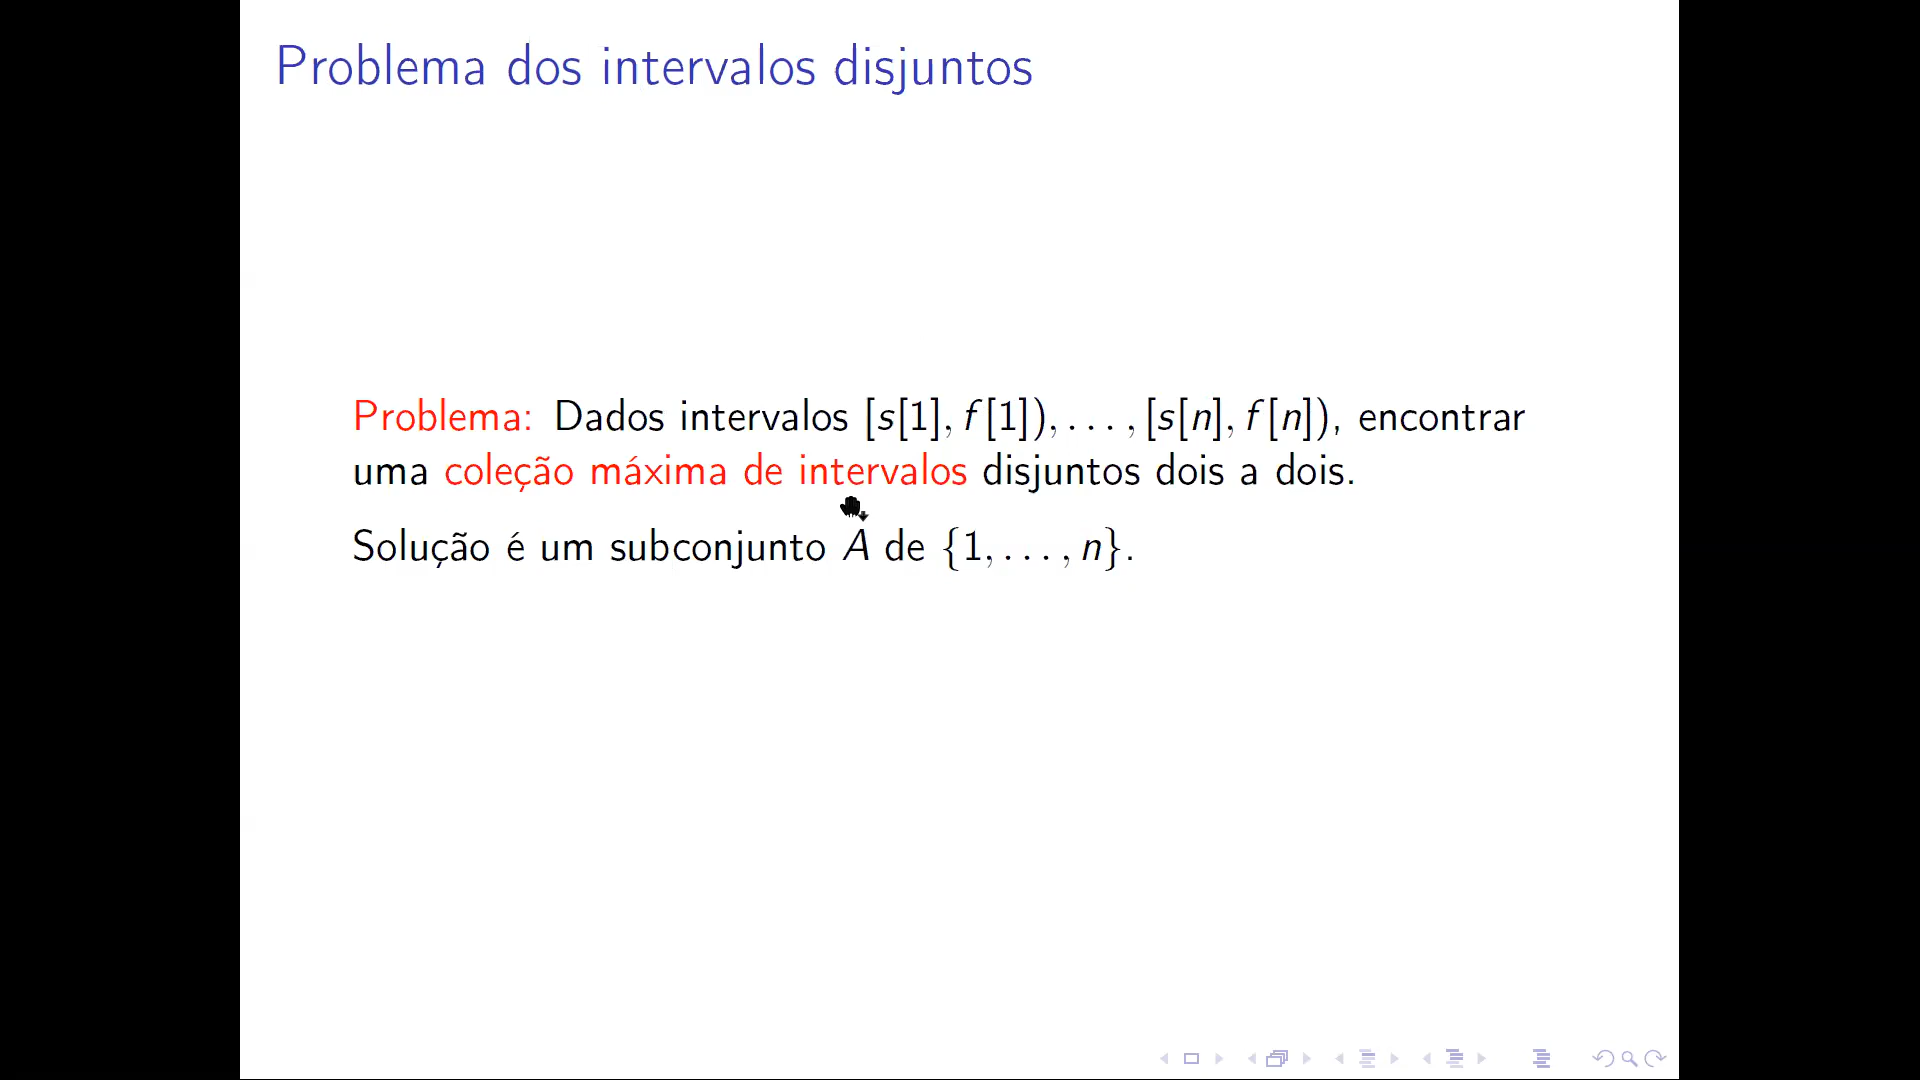 Problema dos intervalos disjuntos
Problema: Dados intervalos [s[1], f[1]), . . . , [s[n], f[n]), encontrar
uma coleção máxima de intervalos disjuntos dois a dois.
Solução é um subconjunto A de {1, . . . , n}.